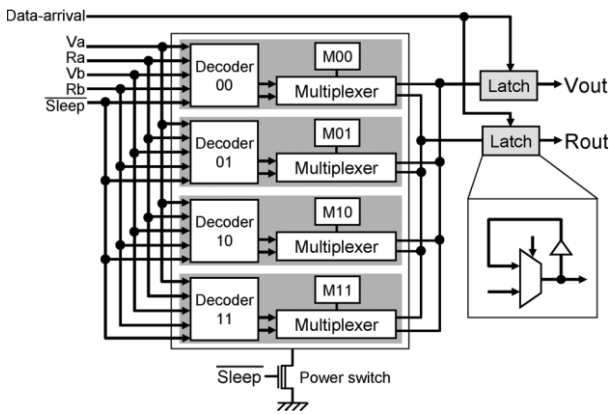 Data-arrival
Va
Ra
Vb
Rb
Sleep
Decoder
00
M00
Multiplexer
Latch
Vout
Decoder
01
M01
Multiplexer
Latch
Rout
Decoder
10
M10
Multiplexer
Decoder
11
M11
Multiplexer
Sleep
Power switch